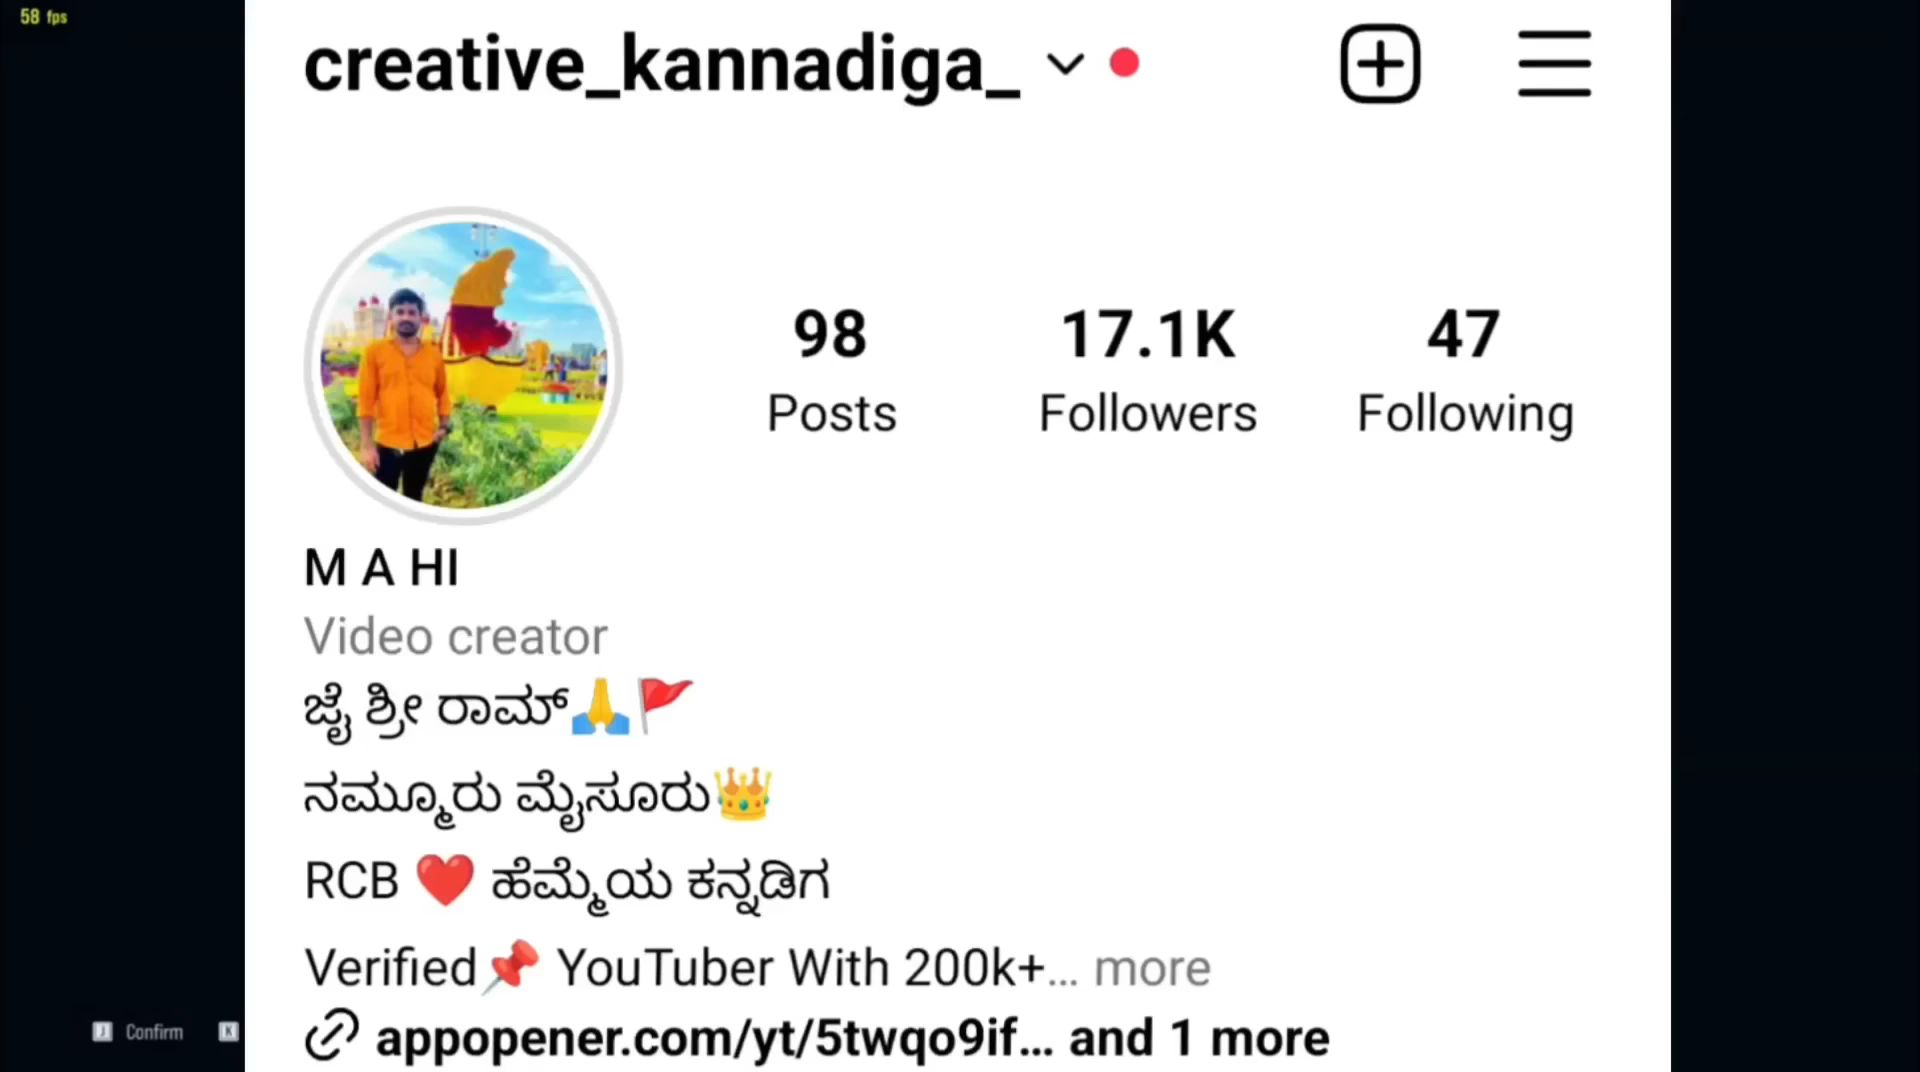 58 fps
creative_kannadiga_
98 17.1K 47
Posts Followers Following
M A HI
Video creator
ಜೈ ಶ್ರೀ ರಾಮ್🙏🚩
ನಮ್ಮೂರು ಮೈಸೂರು👑
RCB ❤️ ಹೆಮ್ಮೆಯ ಕನ್ನಡಿಗ
Verified📌 YouTuber With 200k+... more
appopener.com/yt/5twqo9if... and 1 more
J Confirm K